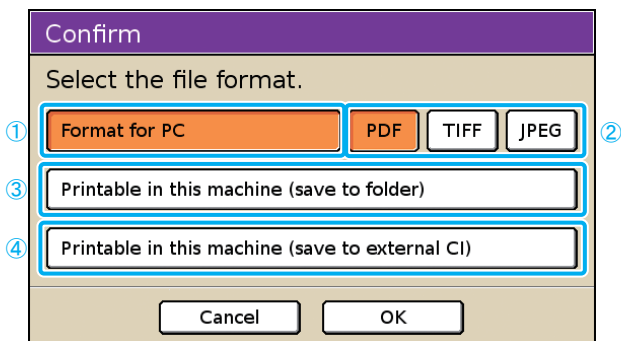 Confirm
Select the file format.
① Format for PC PDF TIFF JPEG ②
③ Printable in this machine (save to folder)
④ Printable in this machine (save to external CI)
Cancel OK